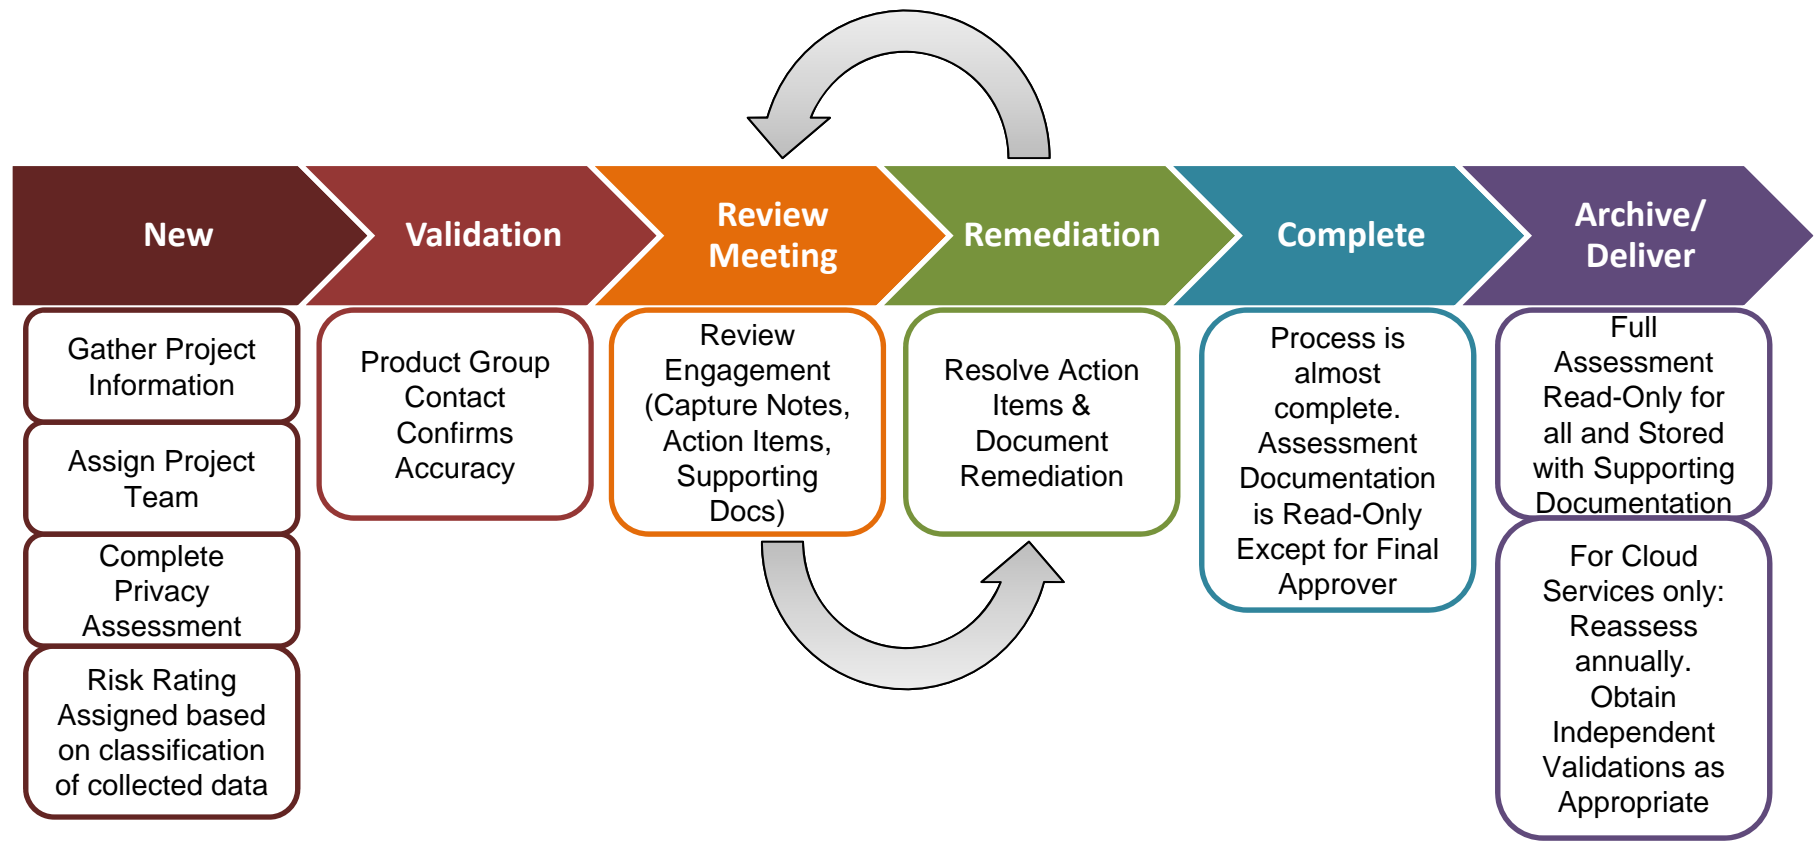 New
Validation
Review
Meeting
Remediation
Complete
Archive/
Deliver
Gather Project
Information
Assign Project
Team
Complete
Privacy
Assessment
Risk Rating
Assigned based
on classification
of collected data
Product Group
Contact
Confirms
Accuracy
Review
Engagement
(Capture Notes,
Action Items,
Supporting
Docs)
Resolve Action
Items &
Document
Remediation
Process is
almost
complete.
Assessment
Documentation
is Read-Only
Except for Final
Approver
Full
Assessment
Read-Only for
all and Stored
with Supporting
Documentation
For Cloud
Services only:
Reassess
annually.
Obtain
Independent
Validations as
Appropriate